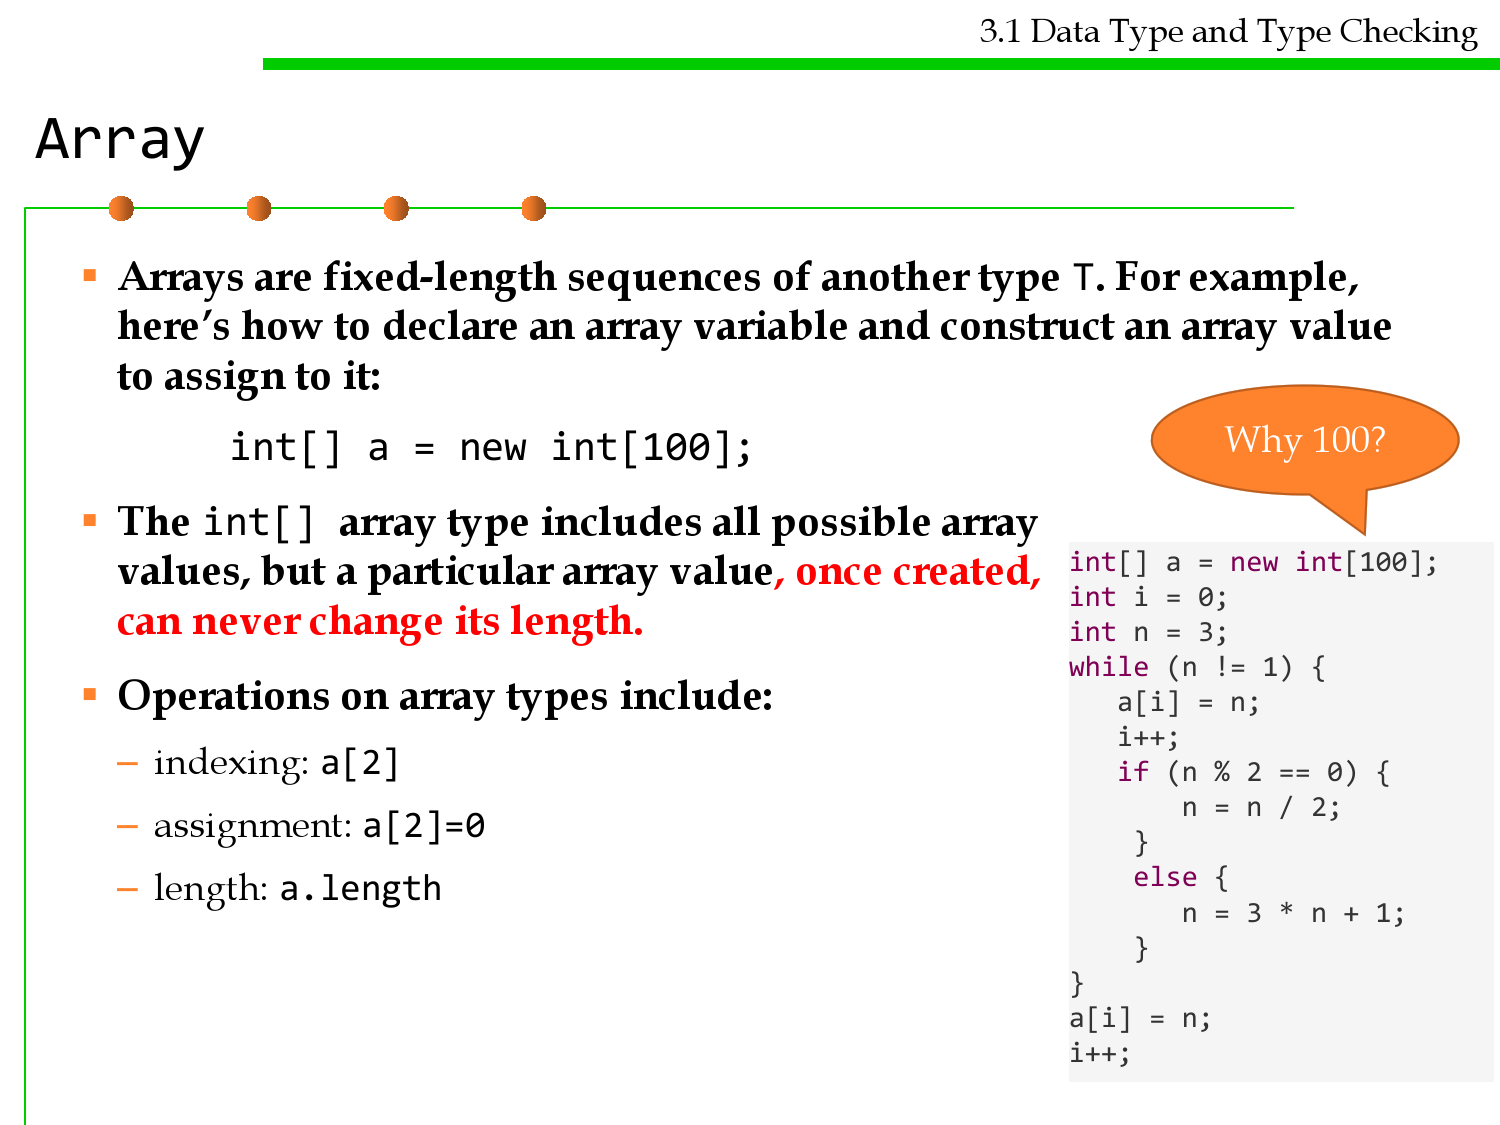 3.1 Data Type and Type Checking
Array
▪ Arrays are fixed-length sequences of another type T. For example,
here’s how to declare an array variable and construct an array value
to assign to it:
int[] a = new int[100];
▪ The int[] array type includes all possible array
values, but a particular array value, once created,
can never change its length.
▪ Operations on array types include:
– indexing: a[2]
– assignment: a[2]=0
– length: a.length
Why 100?
int[] a = new int[100];
int i = 0;
int n = 3;
while (n != 1) {
   a[i] = n;
   i++;
   if (n % 2 == 0) {
       n = n / 2;
    }
    else {
       n = 3 * n + 1;
    }
}
a[i] = n;
i++;